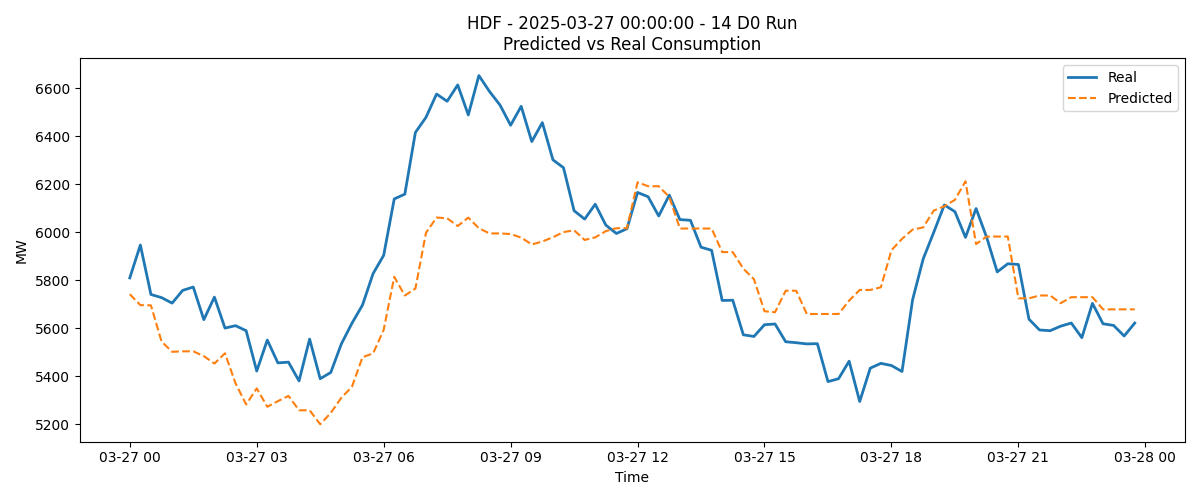 HDF - 2025-03-27 00:00:00 - 14 D0 Run
Predicted vs Real Consumption
Real
Predicted
MW
6600
6400
6200
6000
5800
5600
5400
5200
03-27 00
03-27 03
03-27 06
03-27 09
03-27 12
03-27 15
03-27 18
03-27 21
03-28 00
Time